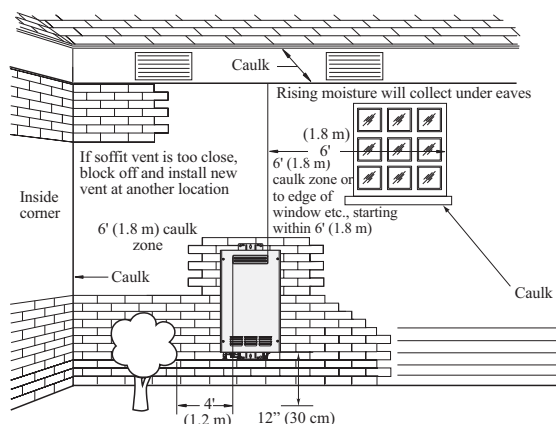 Caulk
Rising moisture will collect under eaves
(1.8 m)
6'
If soffit vent is too close,
block off and install new
vent at another location
6' (1.8 m)
caulk zone or
to edge of
window etc., starting
within 6' (1.8 m)
Inside
corner
6' (1.8 m) caulk
zone
Caulk
Caulk
4'
(1.2 m)
12” (30 cm)